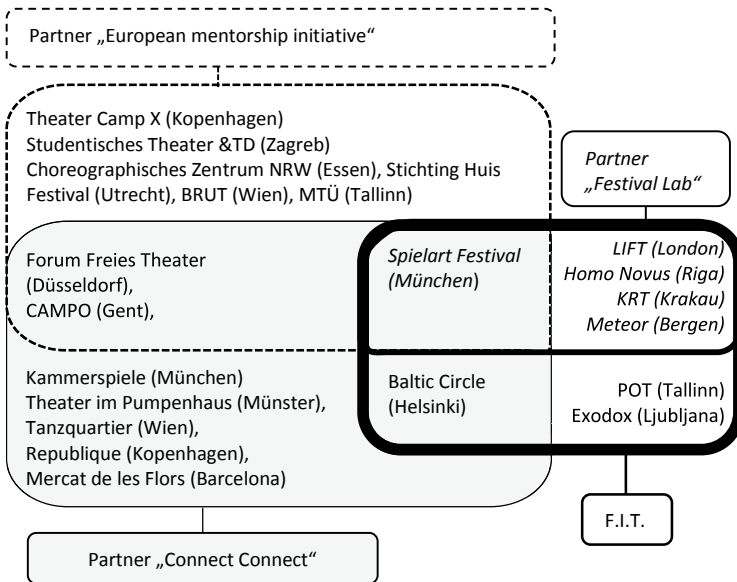 Partner „European mentorship initiative“
Theater Camp X (Kopenhagen)
Studentisches Theater &TD (Zagreb)
Choreographisches Zentrum NRW (Essen), Stichting Huis
Festival (Utrecht), BRUT (Wien), MTÜ (Tallinn)
Partner
„Festival Lab“
Forum Freies Theater
(Düsseldorf),
CAMPO (Gent),
Spielart Festival
(München)
LIFT (London)
Homo Novus (Riga)
KRT (Krakau)
Meteor (Bergen)
Kammerspiele (München)
Theater im Pumpenhaus (Münster),
Tanzquartier (Wien),
Republique (Kopenhagen),
Mercat de les Flors (Barcelona)
Baltic Circle
(Helsinki)
POT (Tallinn)
Exodox (Ljubljana)
F.I.T.
Partner „Connect Connect“